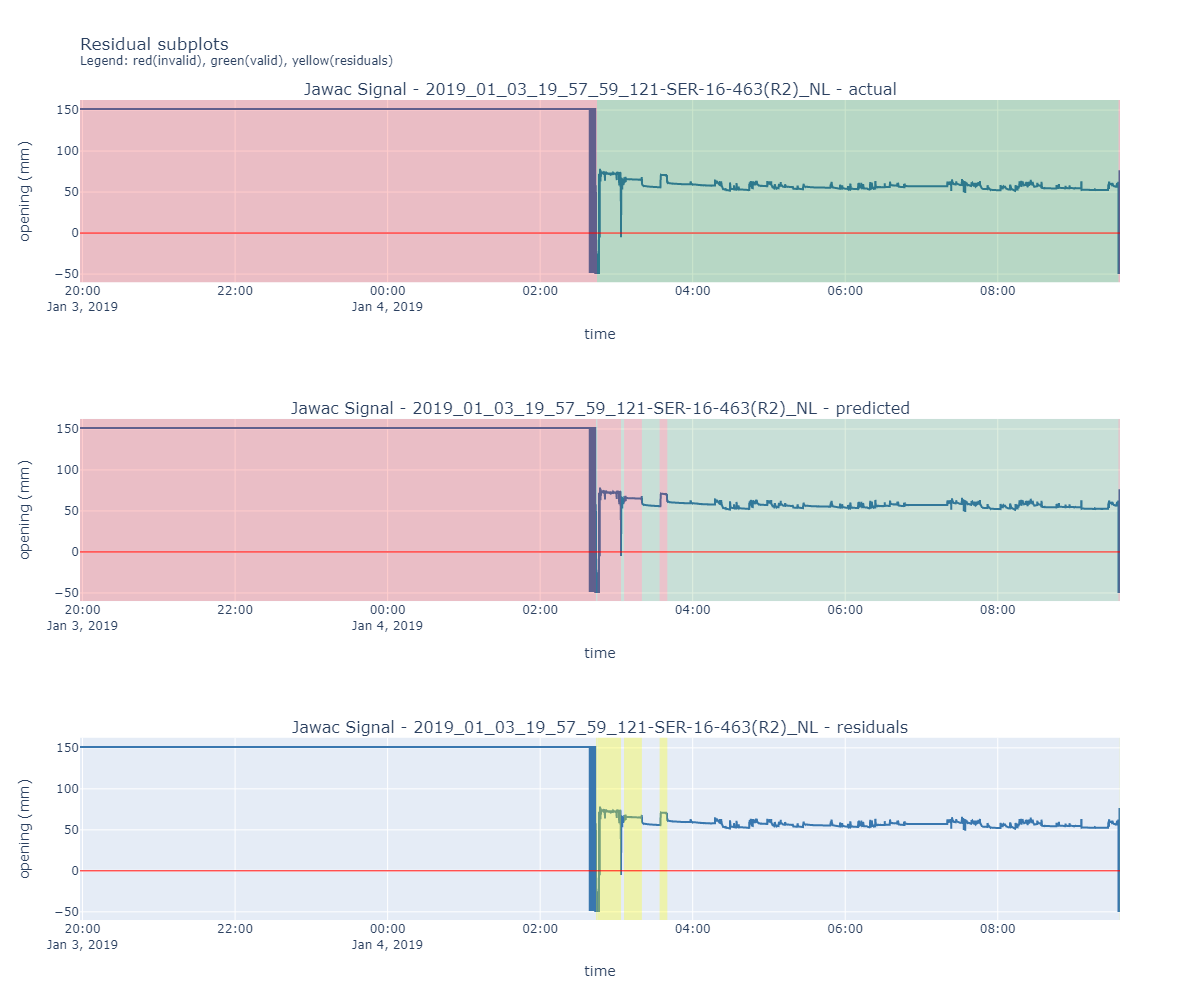 Residual subplots
Legend: red(invalid), green(valid), yellow(residuals)
Jawac Signal - 2019_01_03_19_57_59_121-SER-16-463(R2)_NL - actual
opening (mm)
150
100
50
0
−50
20:00 22:00 00:00 02:00 04:00 06:00 08:00
Jan 3, 2019 Jan 4, 2019
time
Jawac Signal - 2019_01_03_19_57_59_121-SER-16-463(R2)_NL - predicted
opening (mm)
150
100
50
0
−50
20:00 22:00 00:00 02:00 04:00 06:00 08:00
Jan 3, 2019 Jan 4, 2019
time
Jawac Signal - 2019_01_03_19_57_59_121-SER-16-463(R2)_NL - residuals
opening (mm)
150
100
50
0
−50
20:00 22:00 00:00 02:00 04:00 06:00 08:00
Jan 3, 2019 Jan 4, 2019
time